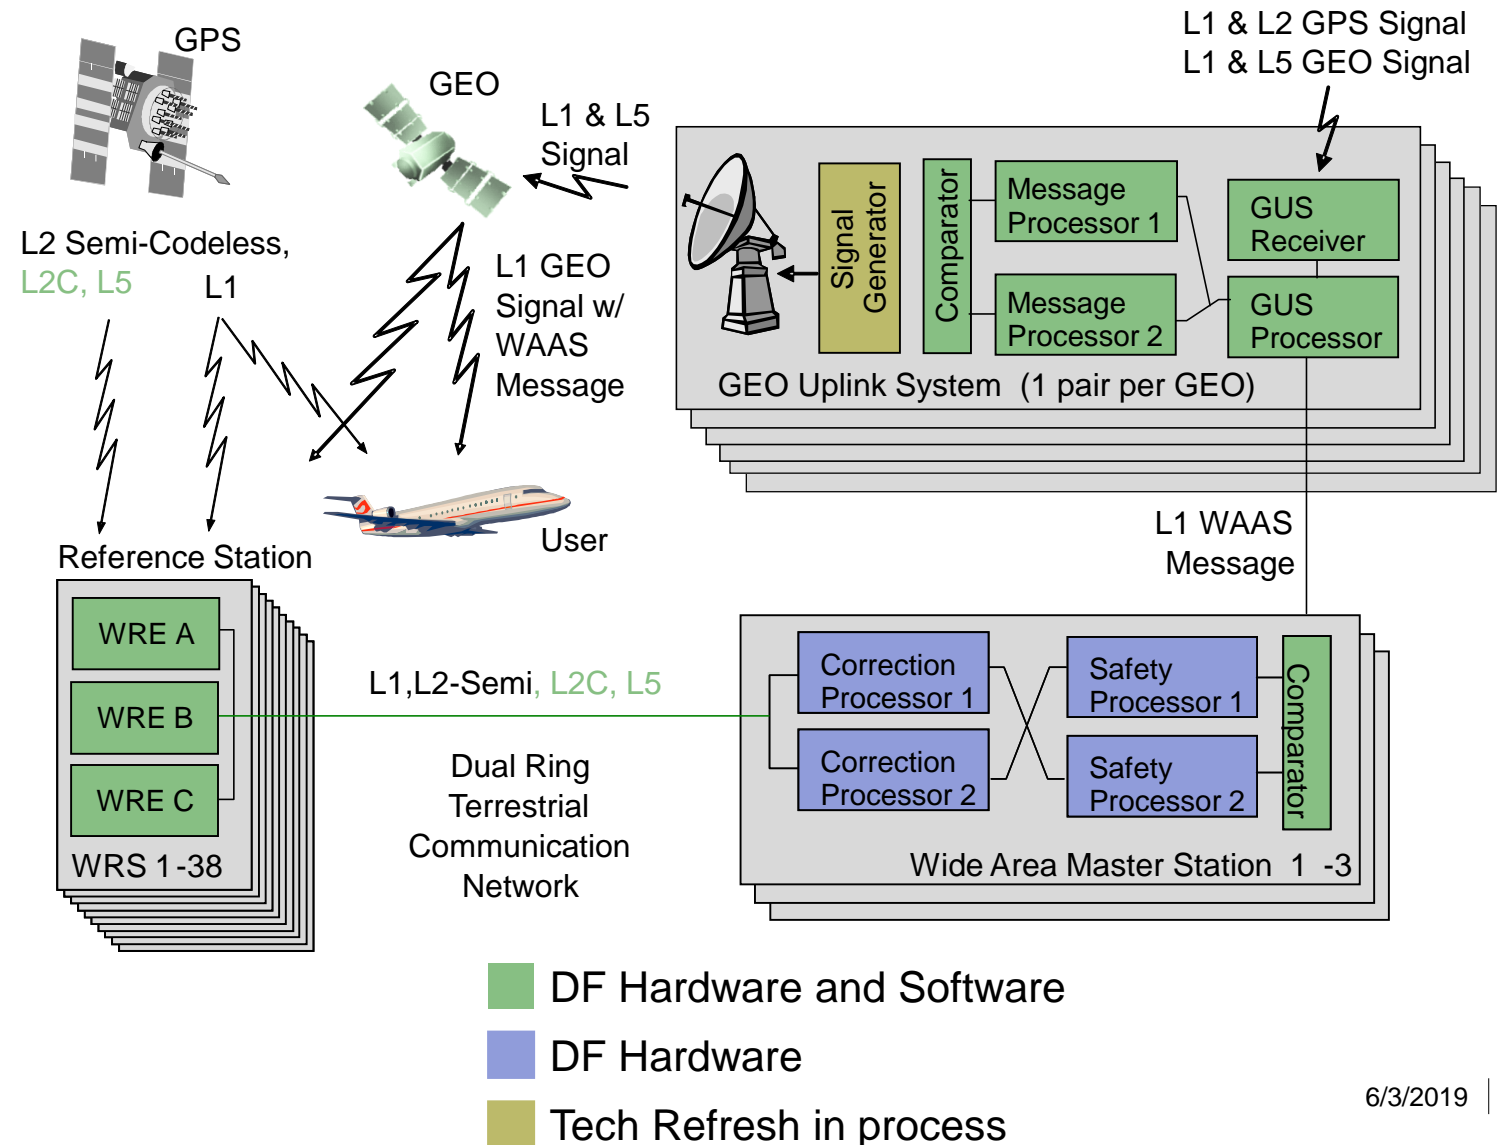 GPS
GEO
L1 & L5
Signal
L1 & L2 GPS Signal
L1 & L5 GEO Signal
Signal
Generator
Comparator
Message
Processor 1
Message
Processor 2
GUS
Receiver
GUS
Processor
GEO Uplink System (1 pair per GEO)
L2 Semi-Codeless,
L2C, L5
L1
L1 GEO
Signal w/
WAAS
Message
User
L1 WAAS
Message
Reference Station
WRE A
WRE B
WRE C
WRS 1-38
L1,L2-Semi, L2C, L5
Dual Ring
Terrestrial
Communication
Network
Correction
Processor 1
Correction
Processor 2
Safety
Processor 1
Safety
Processor 2
Comparator
Wide Area Master Station 1 -3
DF Hardware and Software
DF Hardware
Tech Refresh in process
6/3/2019